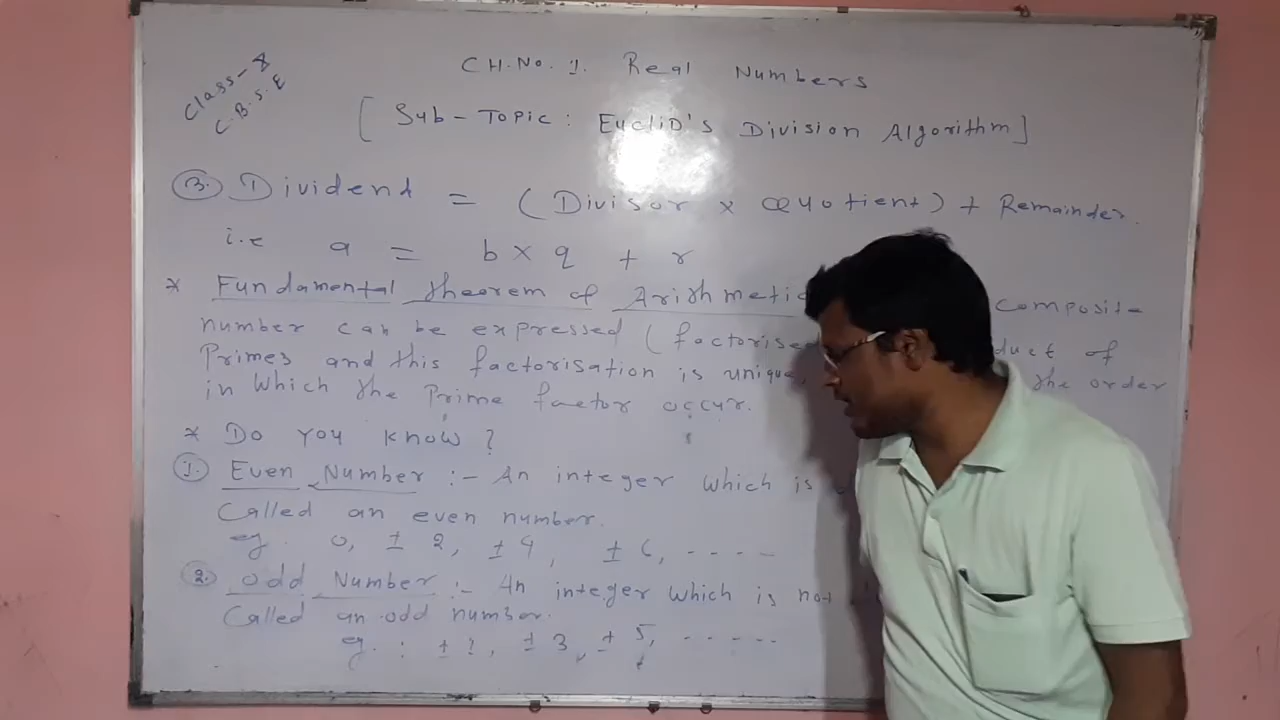 Class - X
C.B.S.E
CH.No. 1. Real Numbers
[Sub-Topic: Euclid's Division Algorithm]
3. Dividend = (Divisor × Quotient) + Remainder.
i.e a = b × q + r
* Fundamental theorem of Arithmetic Composite
number can be expressed (factorised duct of
Primes and this factorisation is unique, the order
in which the Prime factor occur.
* Do You know ?
1. Even Number :- An integer which is
Called an even number.
eg. 0, ± 2, ± 4, ± 6, - - - - -
2. odd Number :- An integer which is not
Called an odd number.
eg. : ± 1, ± 3, ± 5, - - - - - -